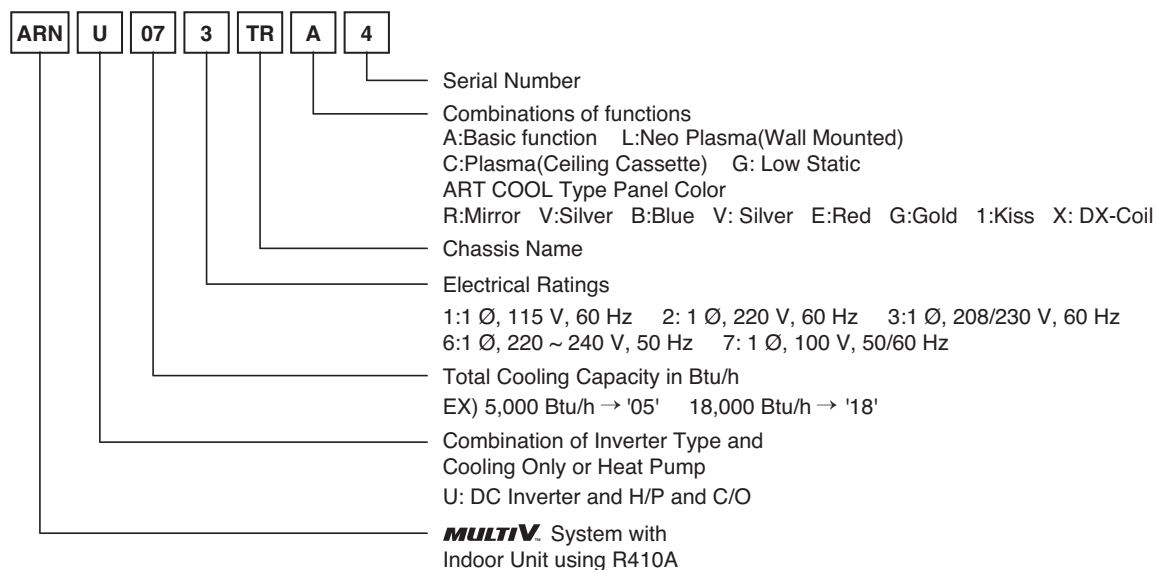 ARN U 07 3 TR A 4
Serial Number
Combinations of functions
A:Basic function L:Neo Plasma(Wall Mounted)
C:Plasma(Ceiling Cassette) G: Low Static
ART COOL Type Panel Color
R:Mirror V:Silver B:Blue V: Silver E:Red G:Gold 1:Kiss X: DX-Coil
Chassis Name
Electrical Ratings
1:1 Ø, 115 V, 60 Hz 2: 1 Ø, 220 V, 60 Hz 3:1 Ø, 208/230 V, 60 Hz
6:1 Ø, 220 ~ 240 V, 50 Hz 7: 1 Ø, 100 V, 50/60 Hz
Total Cooling Capacity in Btu/h
EX) 5,000 Btu/h → '05' 18,000 Btu/h → '18'
Combination of Inverter Type and
Cooling Only or Heat Pump
U: DC Inverter and H/P and C/O
MULTI V™ System with
Indoor Unit using R410A